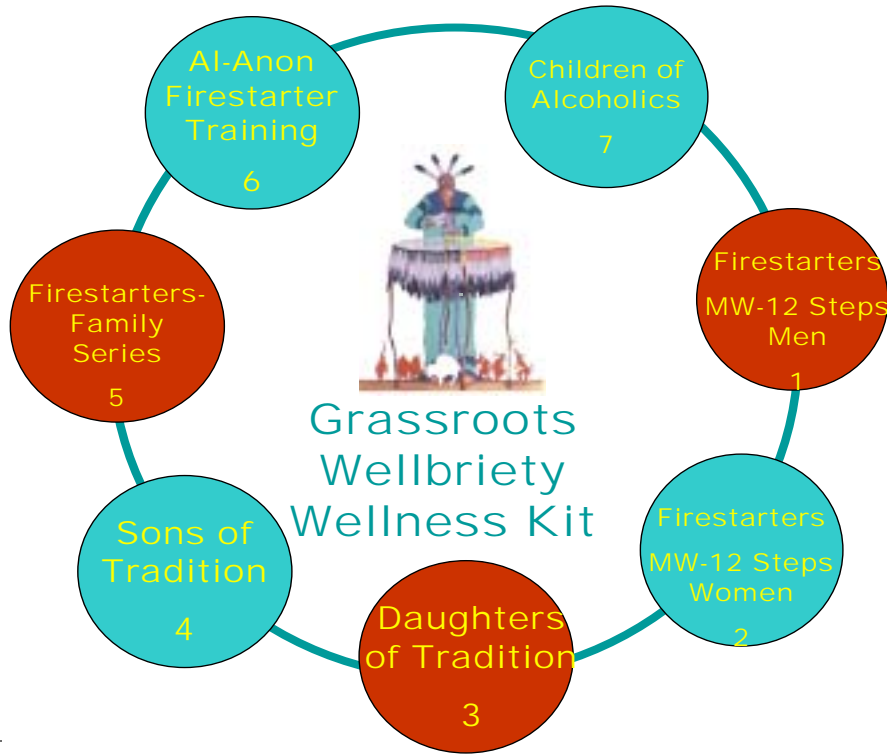 Al-Anon
Firestarter
Training
6
Children of
Alcoholics
7
Firestarters
MW-12 Steps
Men
1
Firestarters-
Family
Series
5
Grassroots
Wellbriety
Wellness Kit
Firestarters
MW-12 Steps
Women
2
Sons of
Tradition
4
Daughters
of Tradition
3